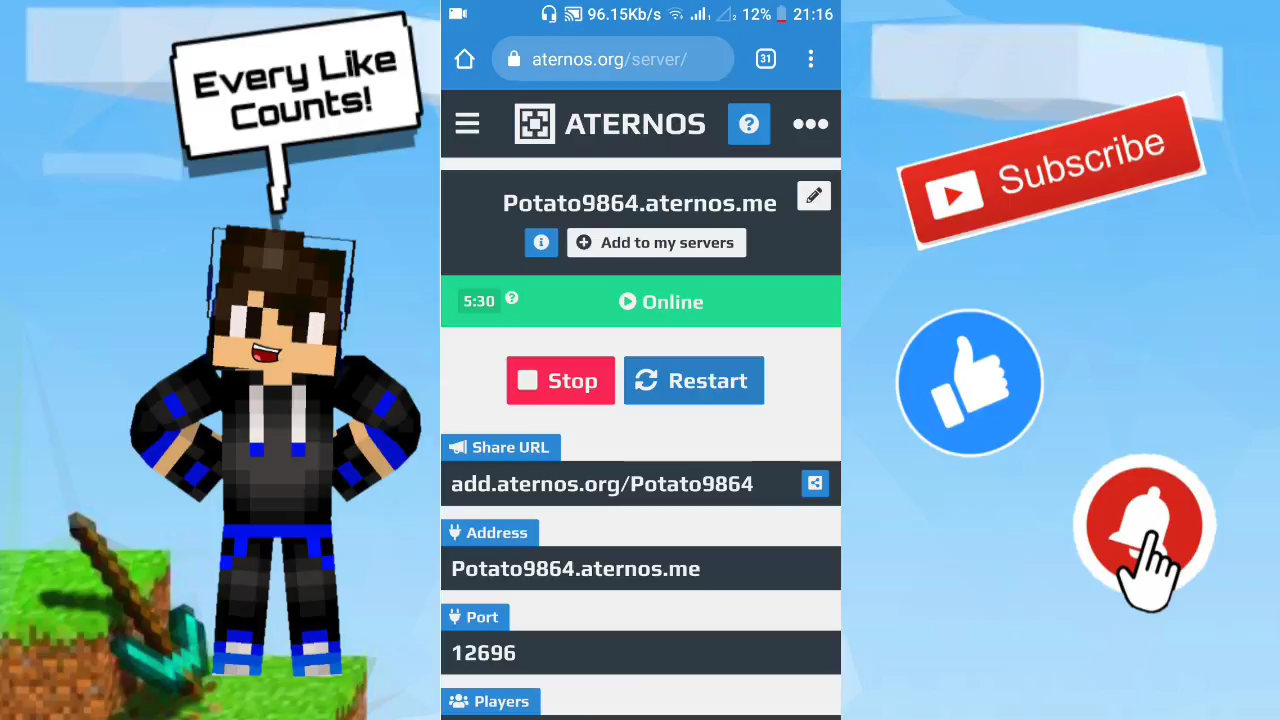 Every Like
Counts!
96.15Kb/s
12%
21:16
aternos.org/server/
31
ATERNOS
Potato9864.aternos.me
Add to my servers
5:30
Online
Stop
Restart
Share URL
add.aternos.org/Potato9864
Address
Potato9864.aternos.me
Port
12696
Players
Subscribe